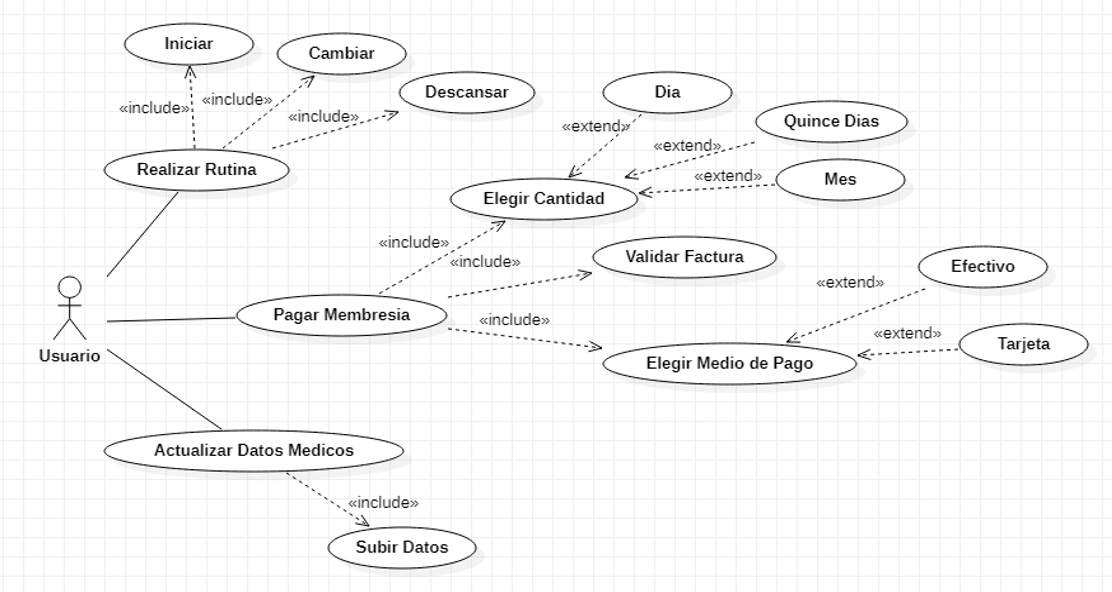 Iniciar
Cambiar
Descansar
«include»
«include»
«include»
Realizar Rutina
Dia
Quince Dias
Mes
«extend»
«extend»
«extend»
Elegir Cantidad
«include»
«include»
«include»
Validar Factura
Pagar Membresia
Efectivo
Tarjeta
«extend»
«extend»
Elegir Medio de Pago
Usuario
Actualizar Datos Medicos
«include»
Subir Datos